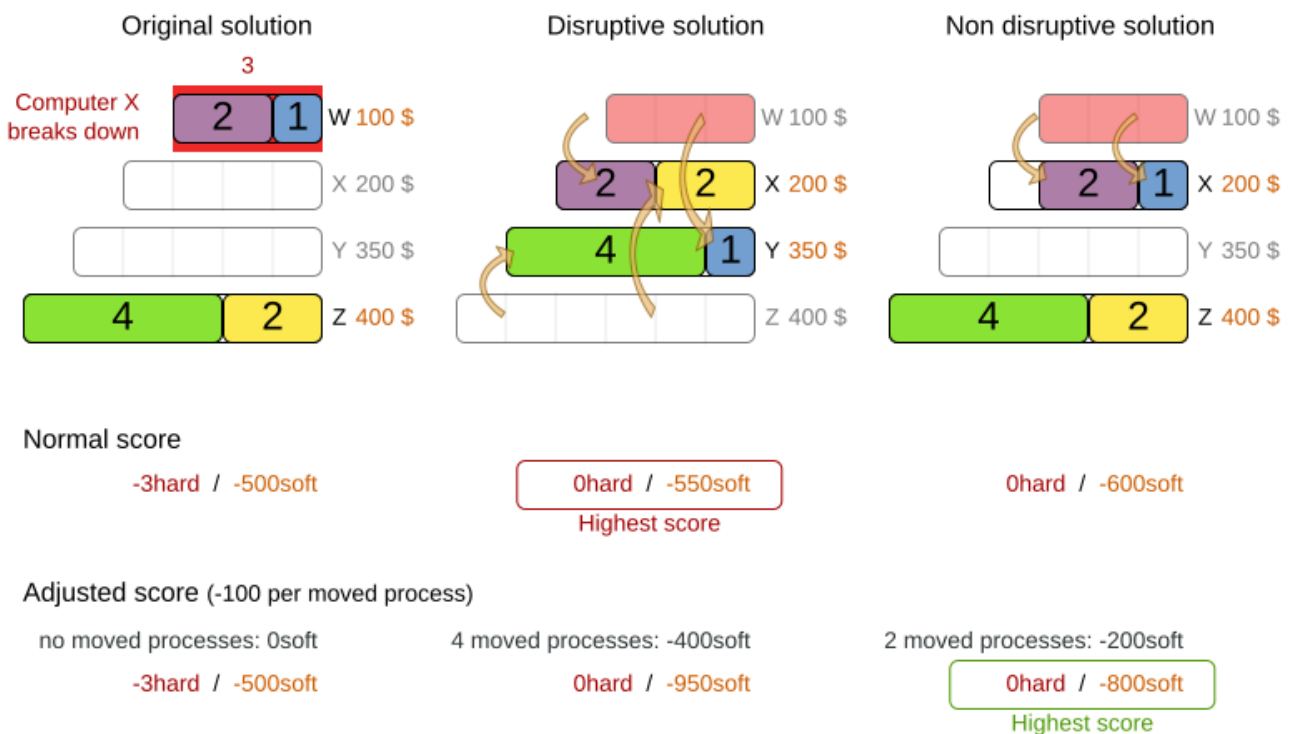 Original solution
Disruptive solution
Non disruptive solution
3
Computer X
breaks down
2 1 W 100 $
X 200 $
Y 350 $
4 2 Z 400 $
W 100 $
2 2 X 200 $
4 1 Y 350 $
Z 400 $
W 100 $
2 1 X 200 $
Y 350 $
4 2 Z 400 $
Normal score
-3hard / -500soft
0hard / -550soft
Highest score
0hard / -600soft
Adjusted score (-100 per moved process)
no moved processes: 0soft
4 moved processes: -400soft
2 moved processes: -200soft
-3hard / -500soft
0hard / -950soft
0hard / -800soft
Highest score